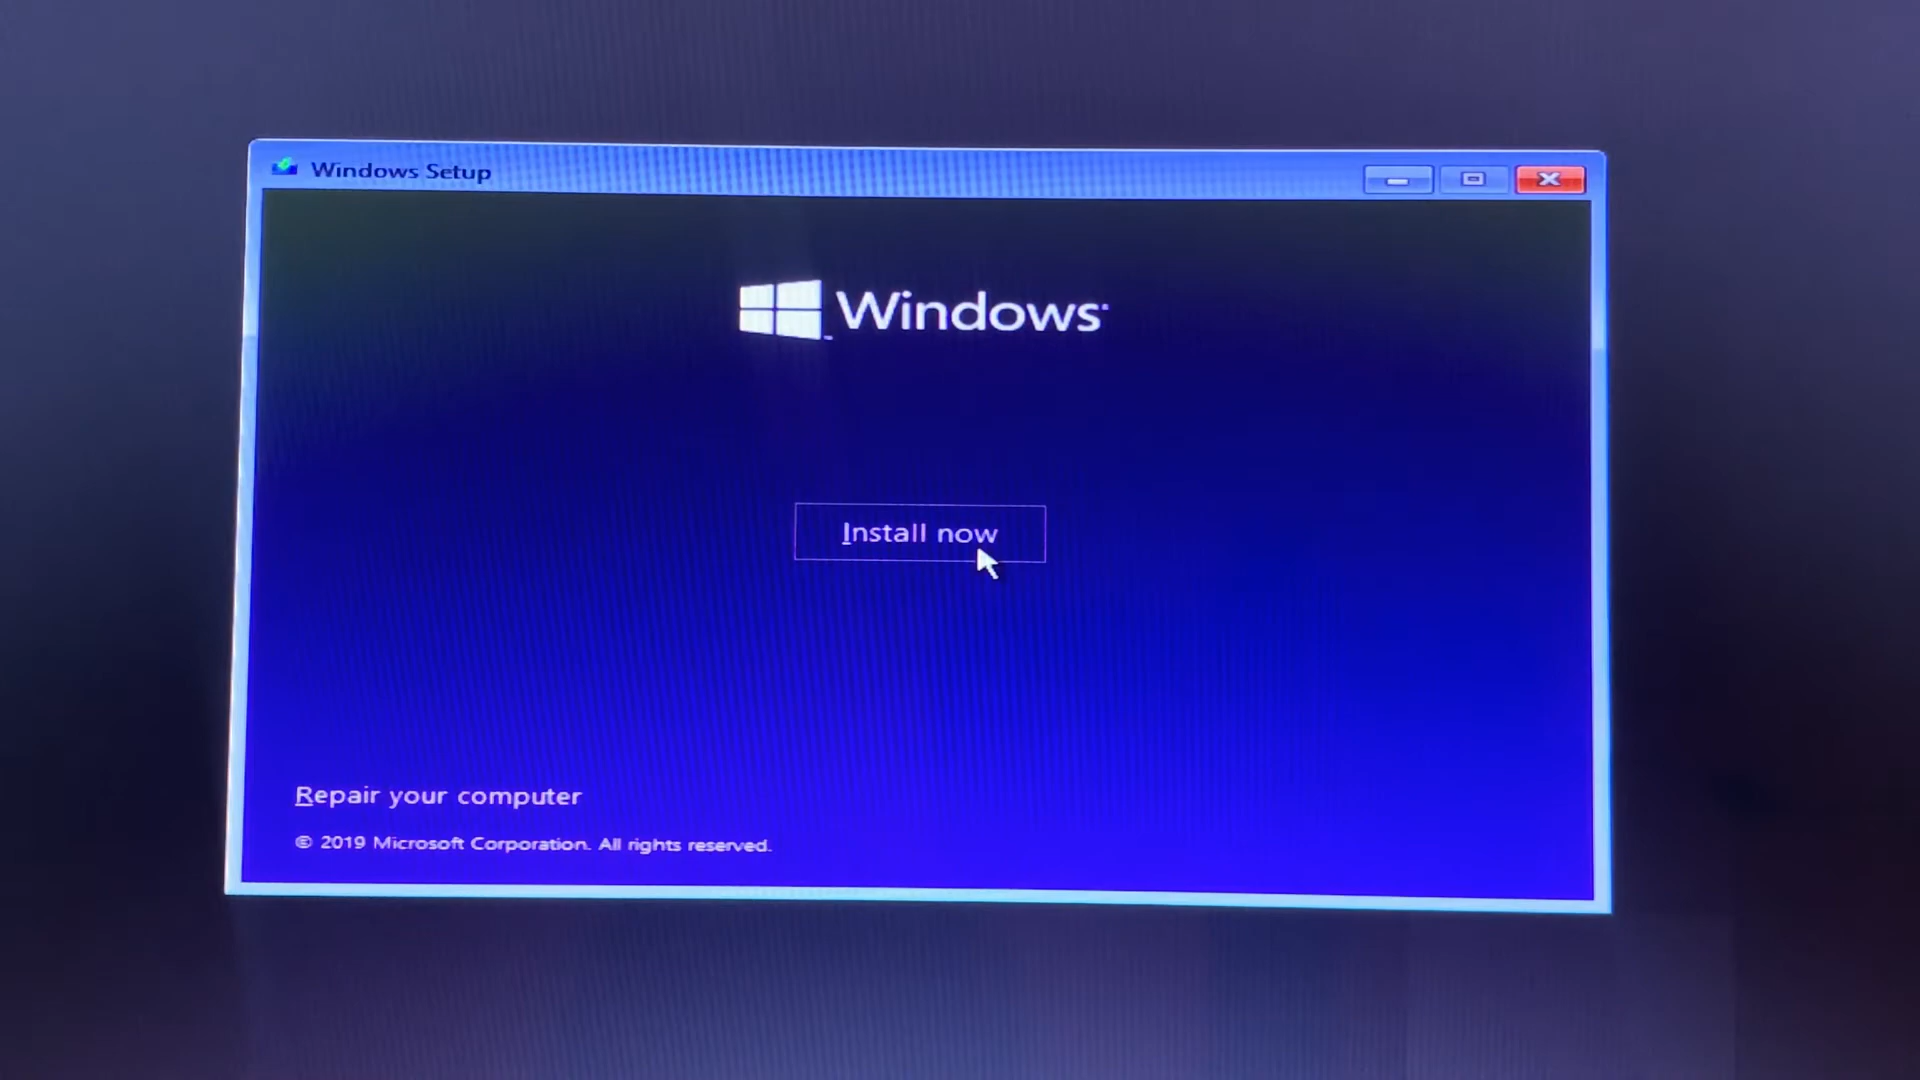 Windows Setup
Windows
Install now
Repair your computer
© 2019 Microsoft Corporation. All rights reserved.